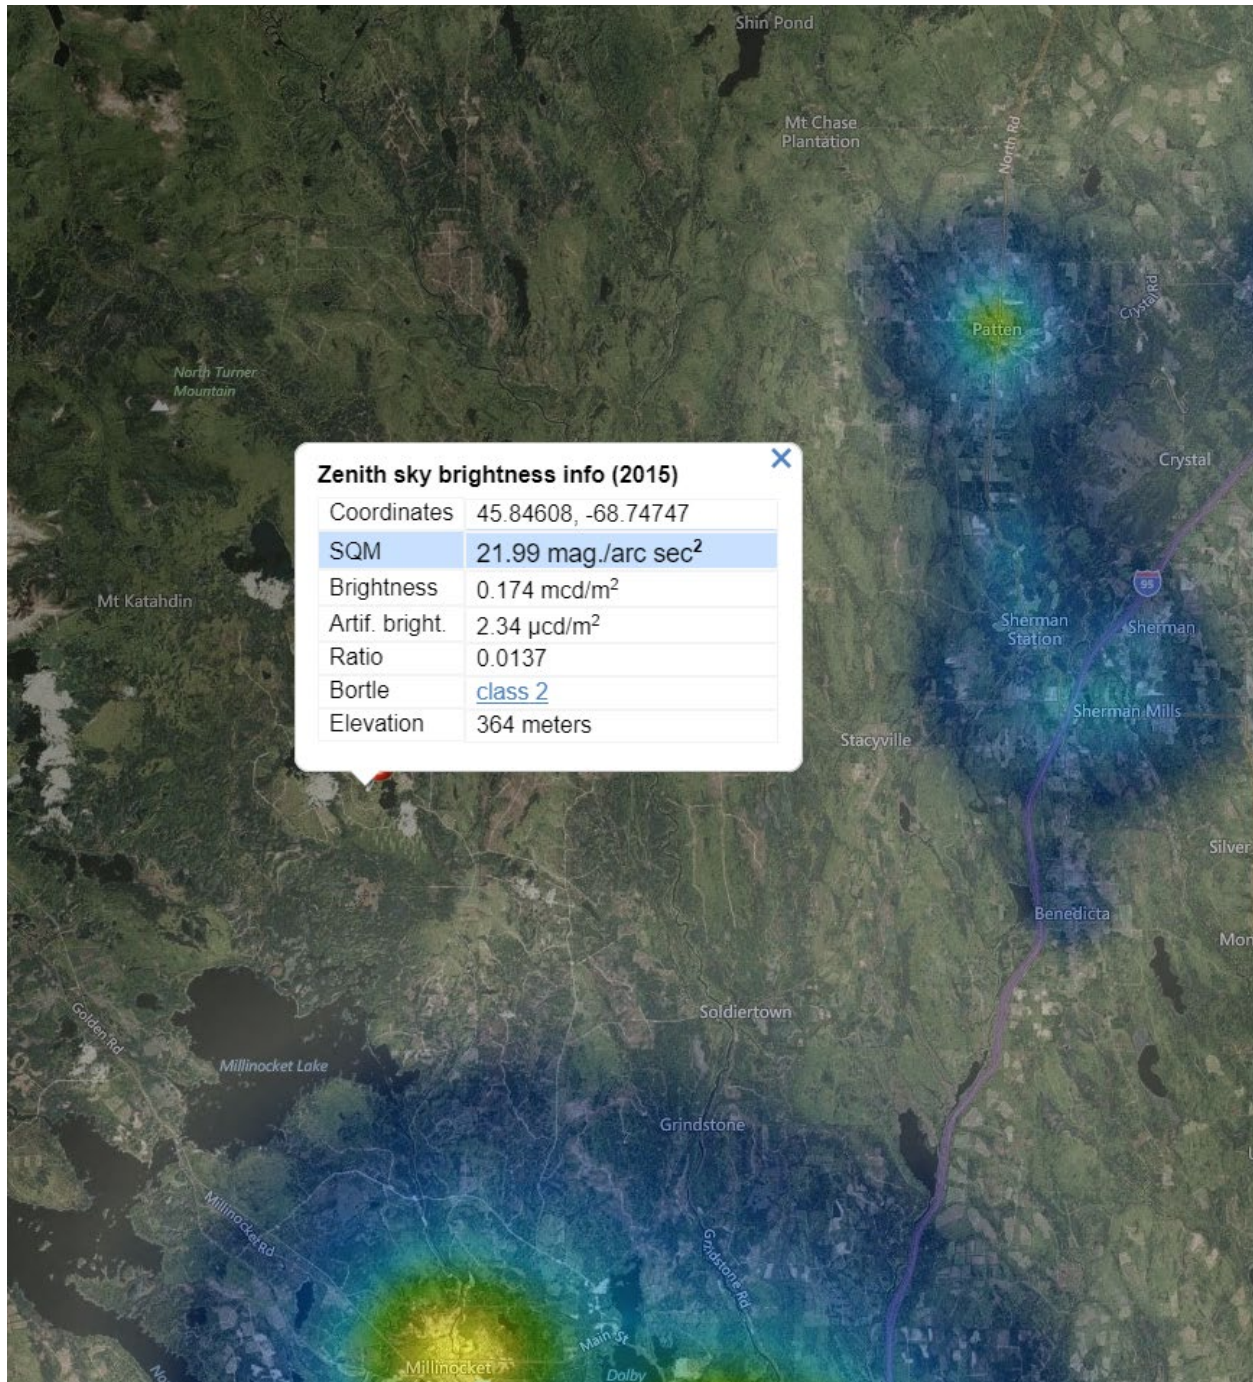 Shin Pond
Mt Chase
Plantation
North Rd
Patten
Crystal Rd
North Turner
Mountain
Crystal
Zenith sky brightness info (2015)
Coordinates 45.84608, -68.74747
SQM 21.99 mag./arc sec²
Brightness 0.174 mcd/m²
Artif. bright. 2.34 μcd/m²
Ratio 0.0137
Bortle class 2
Elevation 364 meters
95
Mt Katahdin
Sherman
Station
Sherman
Sherman Mills
Stacyville
Silver
Benedicta
Mon
Soldiertown
Golden Rd
Millinocket Lake
Grindstone
Millinocket Rd
Grindstone Rd
Main St
Millinocket
Dolby
No